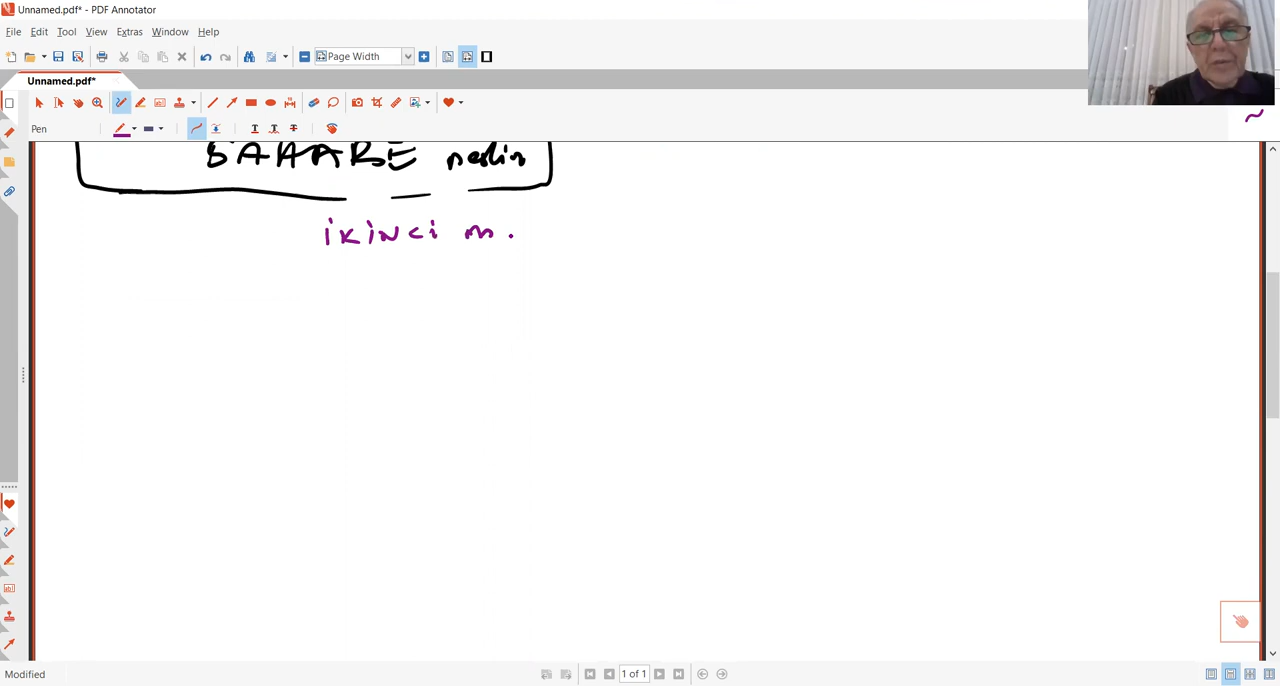 Unnamed.pdf* - PDF Annotator
File Edit Tool View Extras Window Help
Page Width
Unnamed.pdf*
Pen
nedir
ikinci m.
Modified
1 of 1